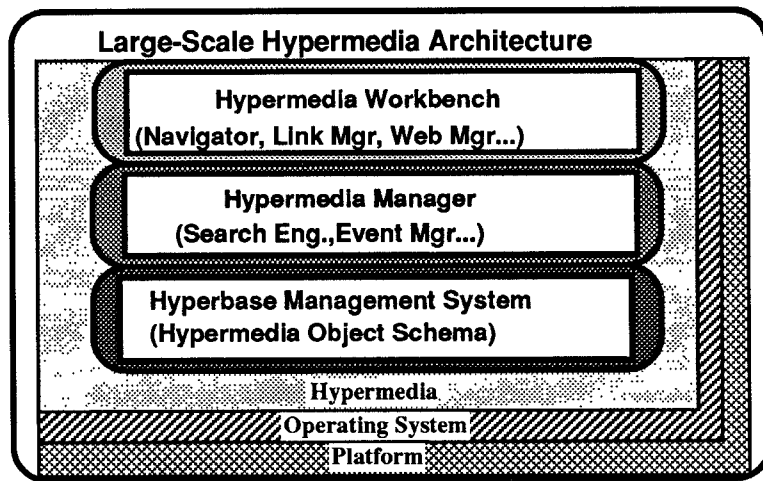 Large-Scale Hypermedia Architecture
Hypermedia Workbench
(Navigator, Link Mgr, Web Mgr...)
Hypermedia Manager
(Search Eng.,Event Mgr...)
Hyperbase Management System
(Hypermedia Object Schema)
Hypermedia
Operating System
Platform